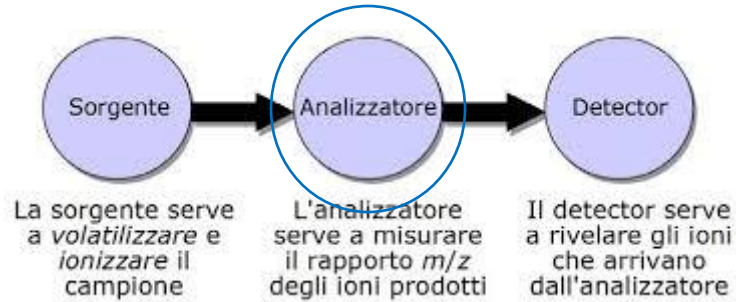 Sorgente
Analizzatore
Detector
La sorgente serve
a volatilizzare e
ionizzare il
campione
L'analizzatore
serve a misurare
il rapporto m/z
degli ioni prodotti
Il detector serve
a rivelare gli ioni
che arrivano
dall'analizzatore